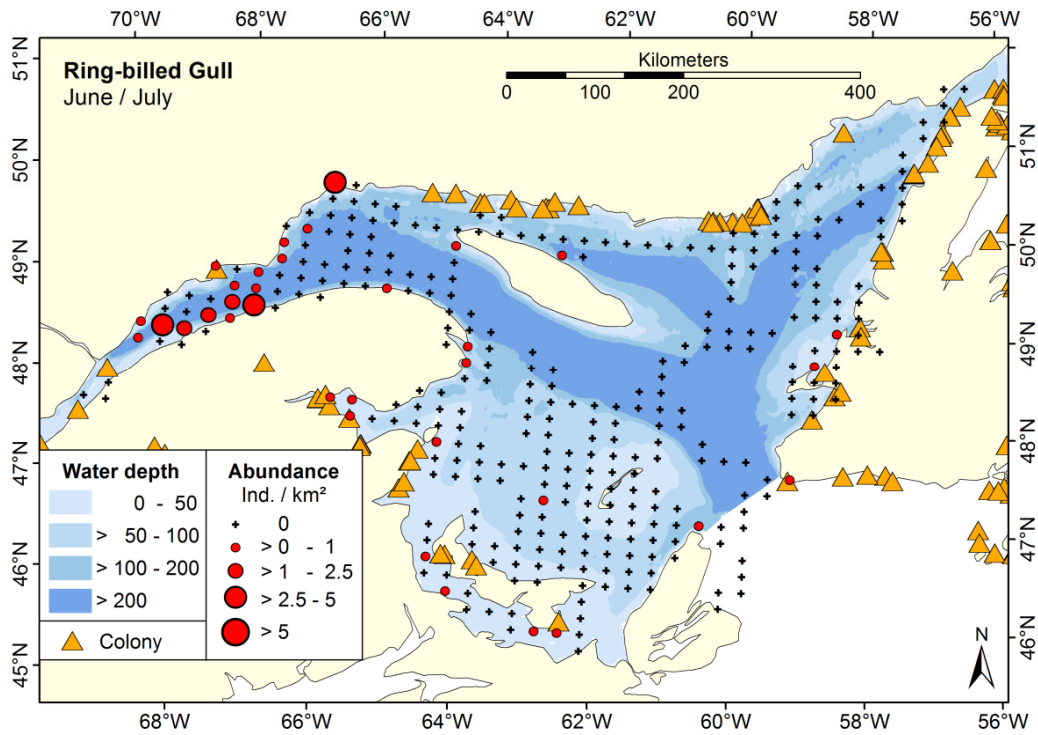 70°W 68°W 66°W 64°W 62°W 60°W 58°W 56°W
Ring-billed Gull
June / July
Kilometers
0 100 200 400
51°N
50°N
49°N
48°N
47°N
46°N
45°N
51°N
50°N
49°N
48°N
47°N
46°N
Water depth
0 - 50
> 50 - 100
> 100 - 200
> 200
Colony
Abundance
Ind. / km²
0
> 0 - 1
> 1 - 2.5
> 2.5 - 5
> 5
N
68°W 66°W 64°W 62°W 60°W 58°W 56°W